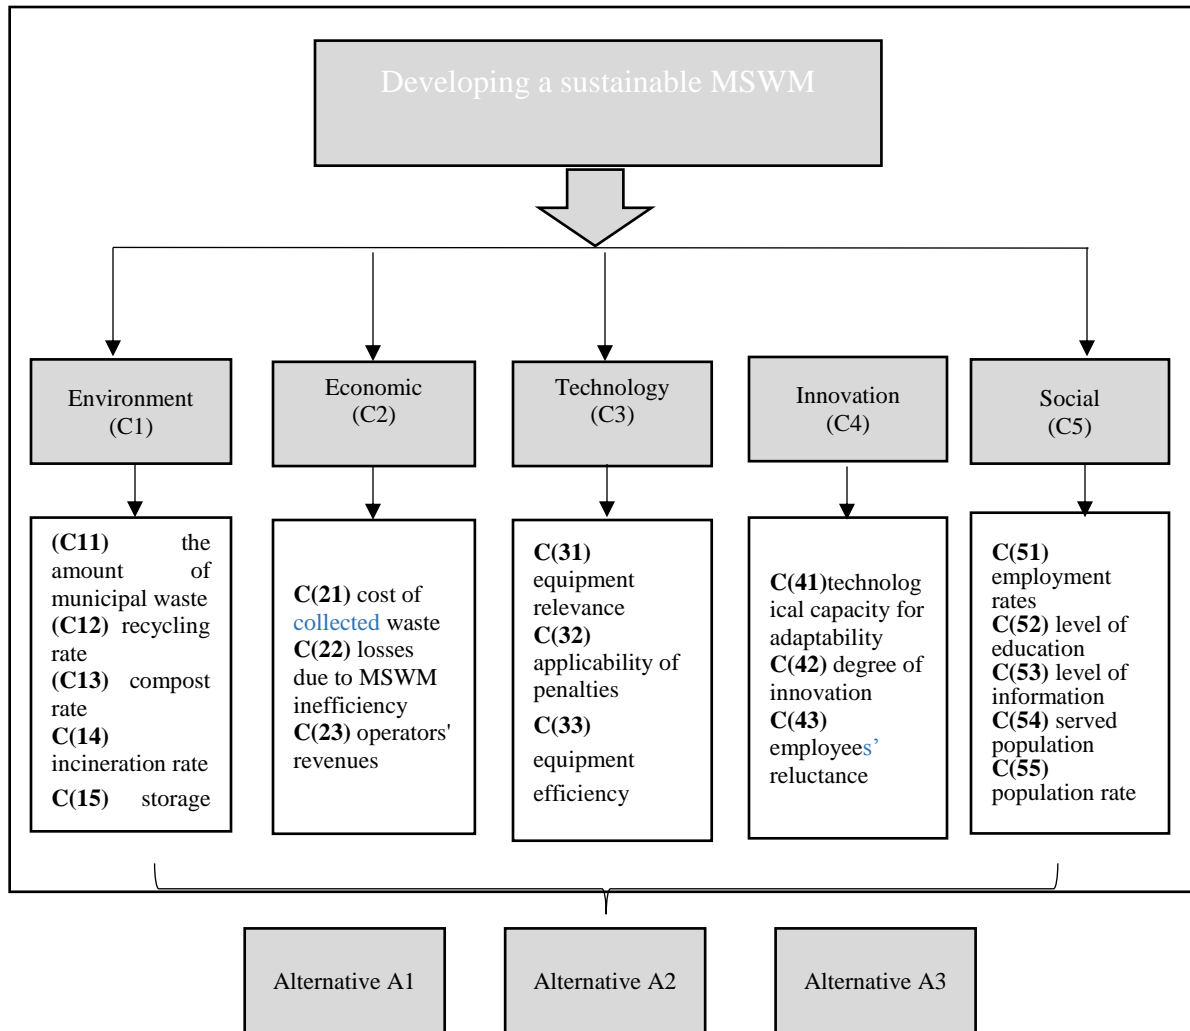 Developing a sustainable MSWM
Environment
(C1)
Economic
(C2)
Technology
(C3)
Innovation
(C4)
Social
(C5)
(C11) the
amount of
municipal waste
(C12) recycling
rate
(C13) compost
rate
C(14)
incineration rate
C(15) storage
C(21) cost of
collected waste
C(22) losses
due to MSWM
inefficiency
C(23) operators'
revenues
C(31)
equipment
relevance
C(32)
applicability of
penalties
C(33)
equipment
efficiency
C(41)technolog
ical capacity for
adaptability
C(42) degree of
innovation
C(43)
employees’
reluctance
C(51)
employment
rates
C(52) level of
education
C(53) level of
information
C(54) served
population
C(55)
population rate
Alternative A1
Alternative A2
Alternative A3